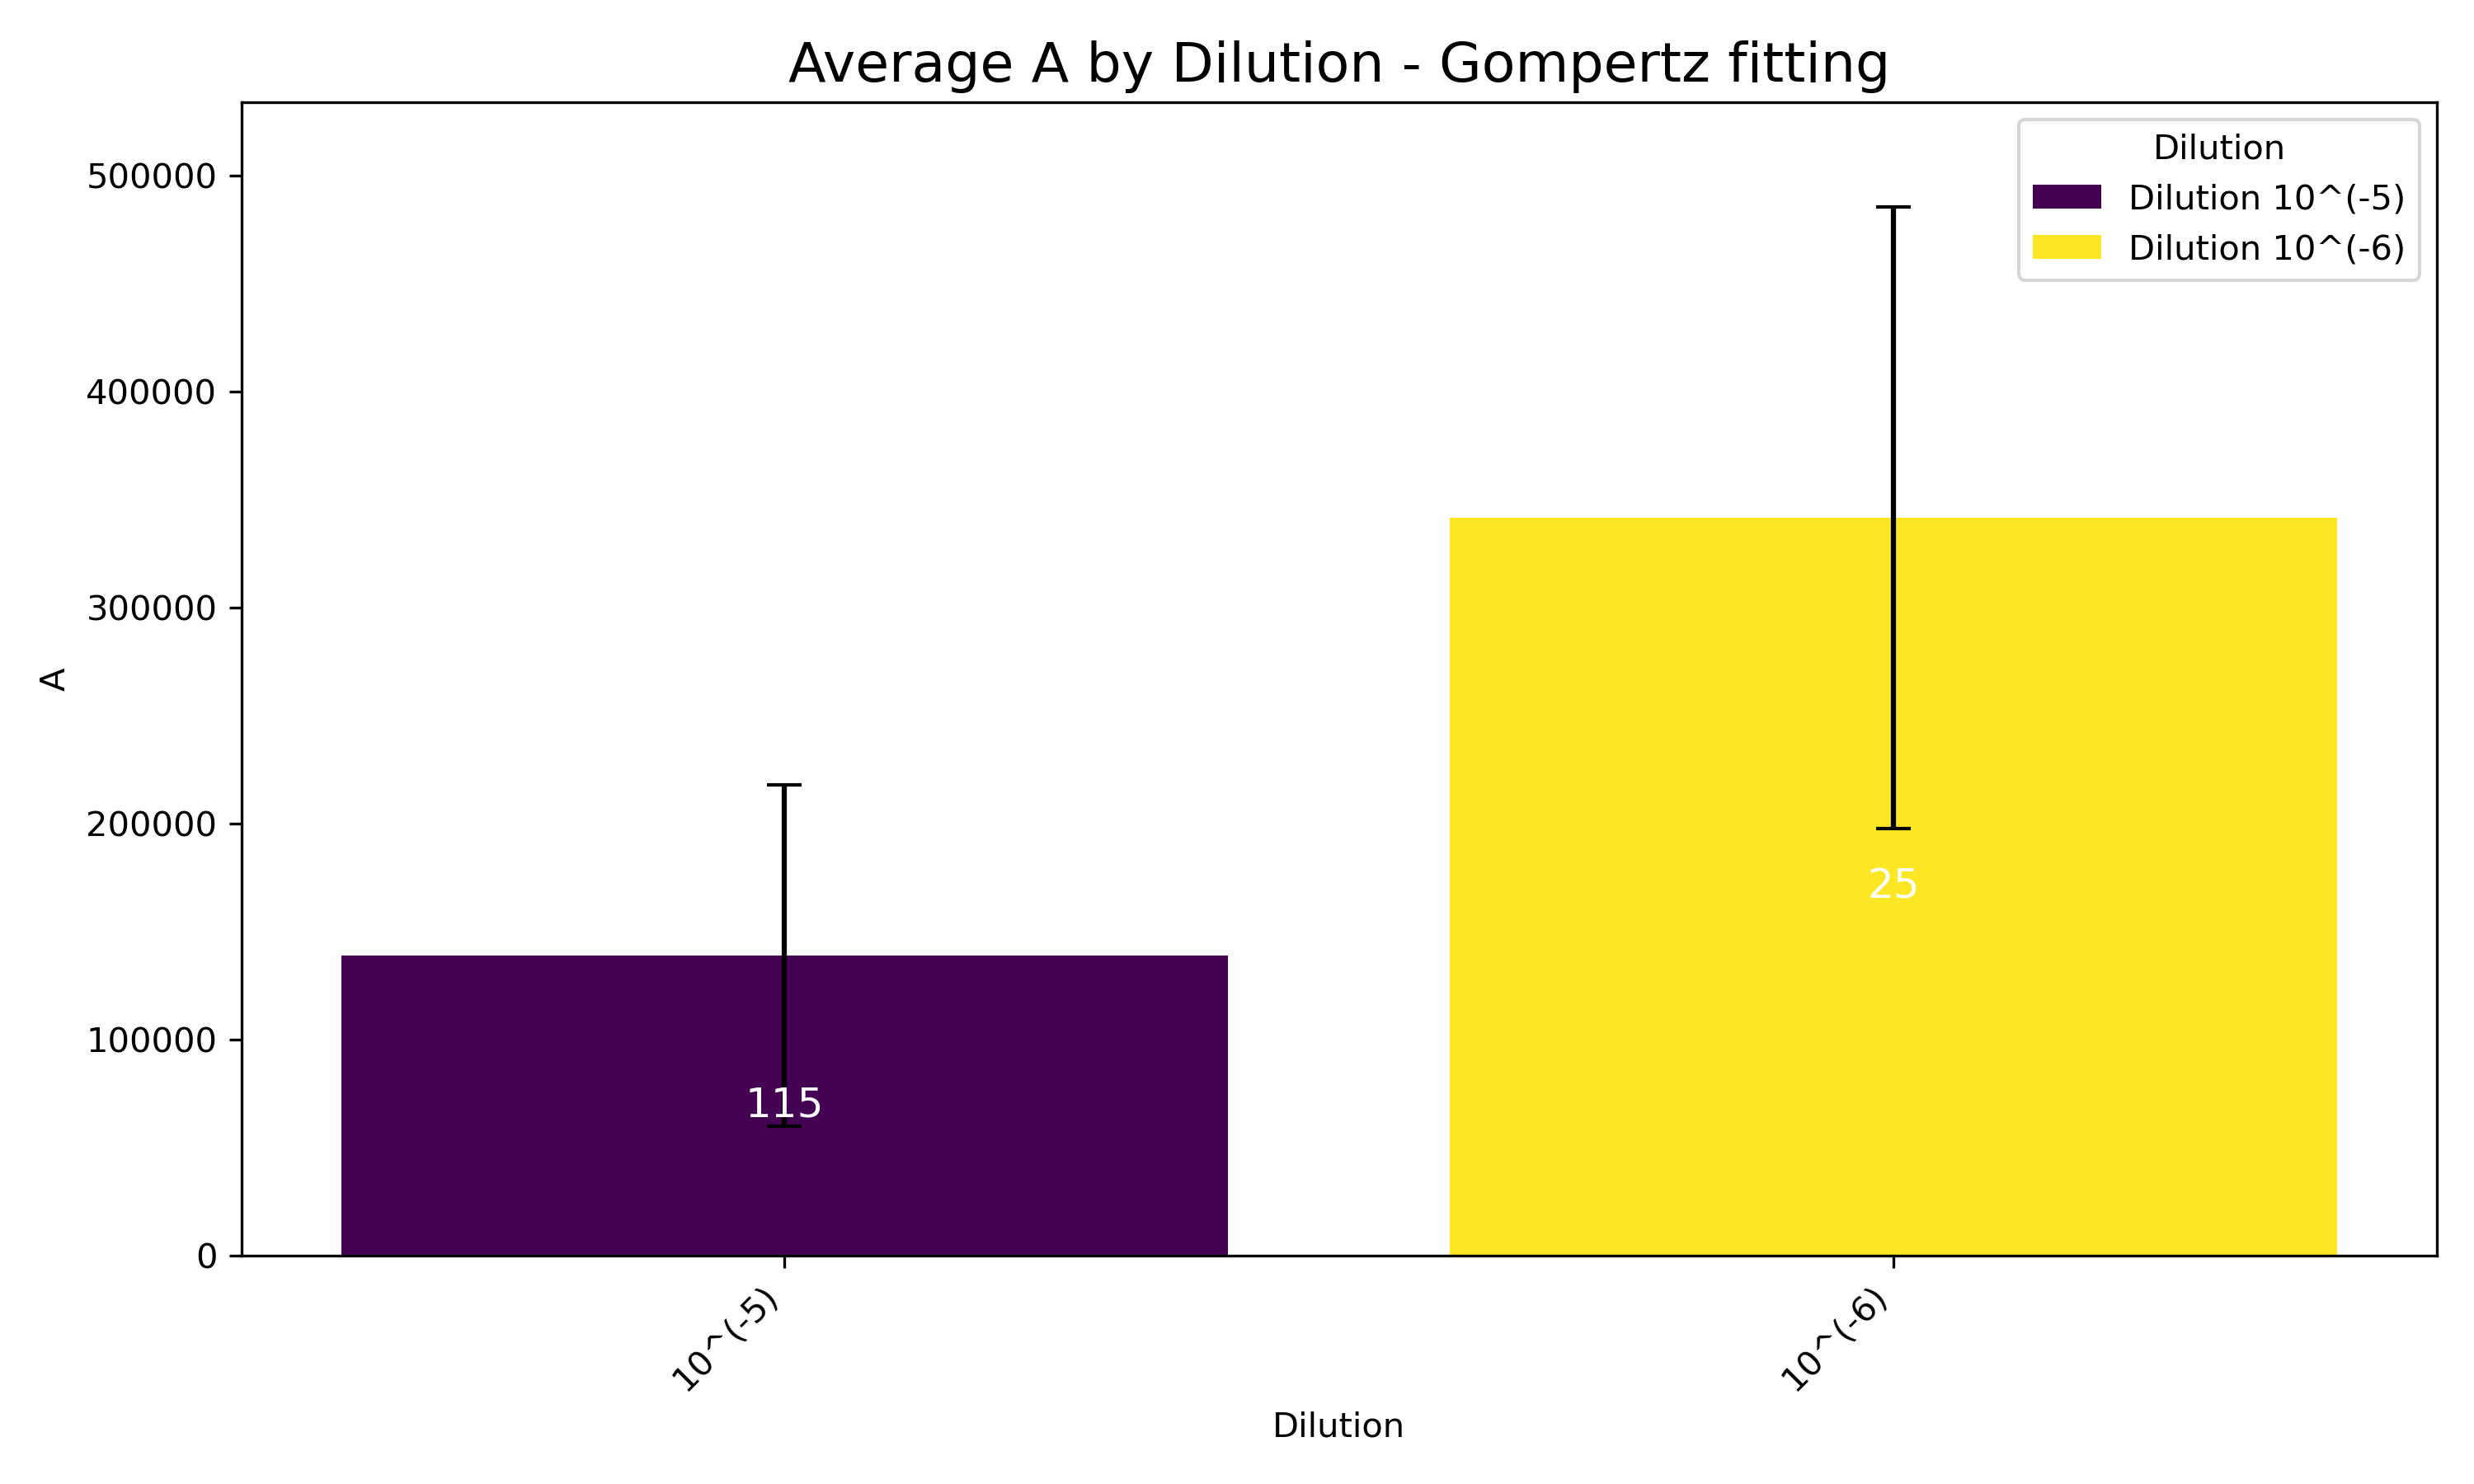 Average A by Dilution - Gompertz fitting
Dilution
Dilution 10^(-5)
Dilution 10^(-6)
500000
400000
300000
200000
100000
0
A
115
25
10^(-5)
10^(-6)
Dilution